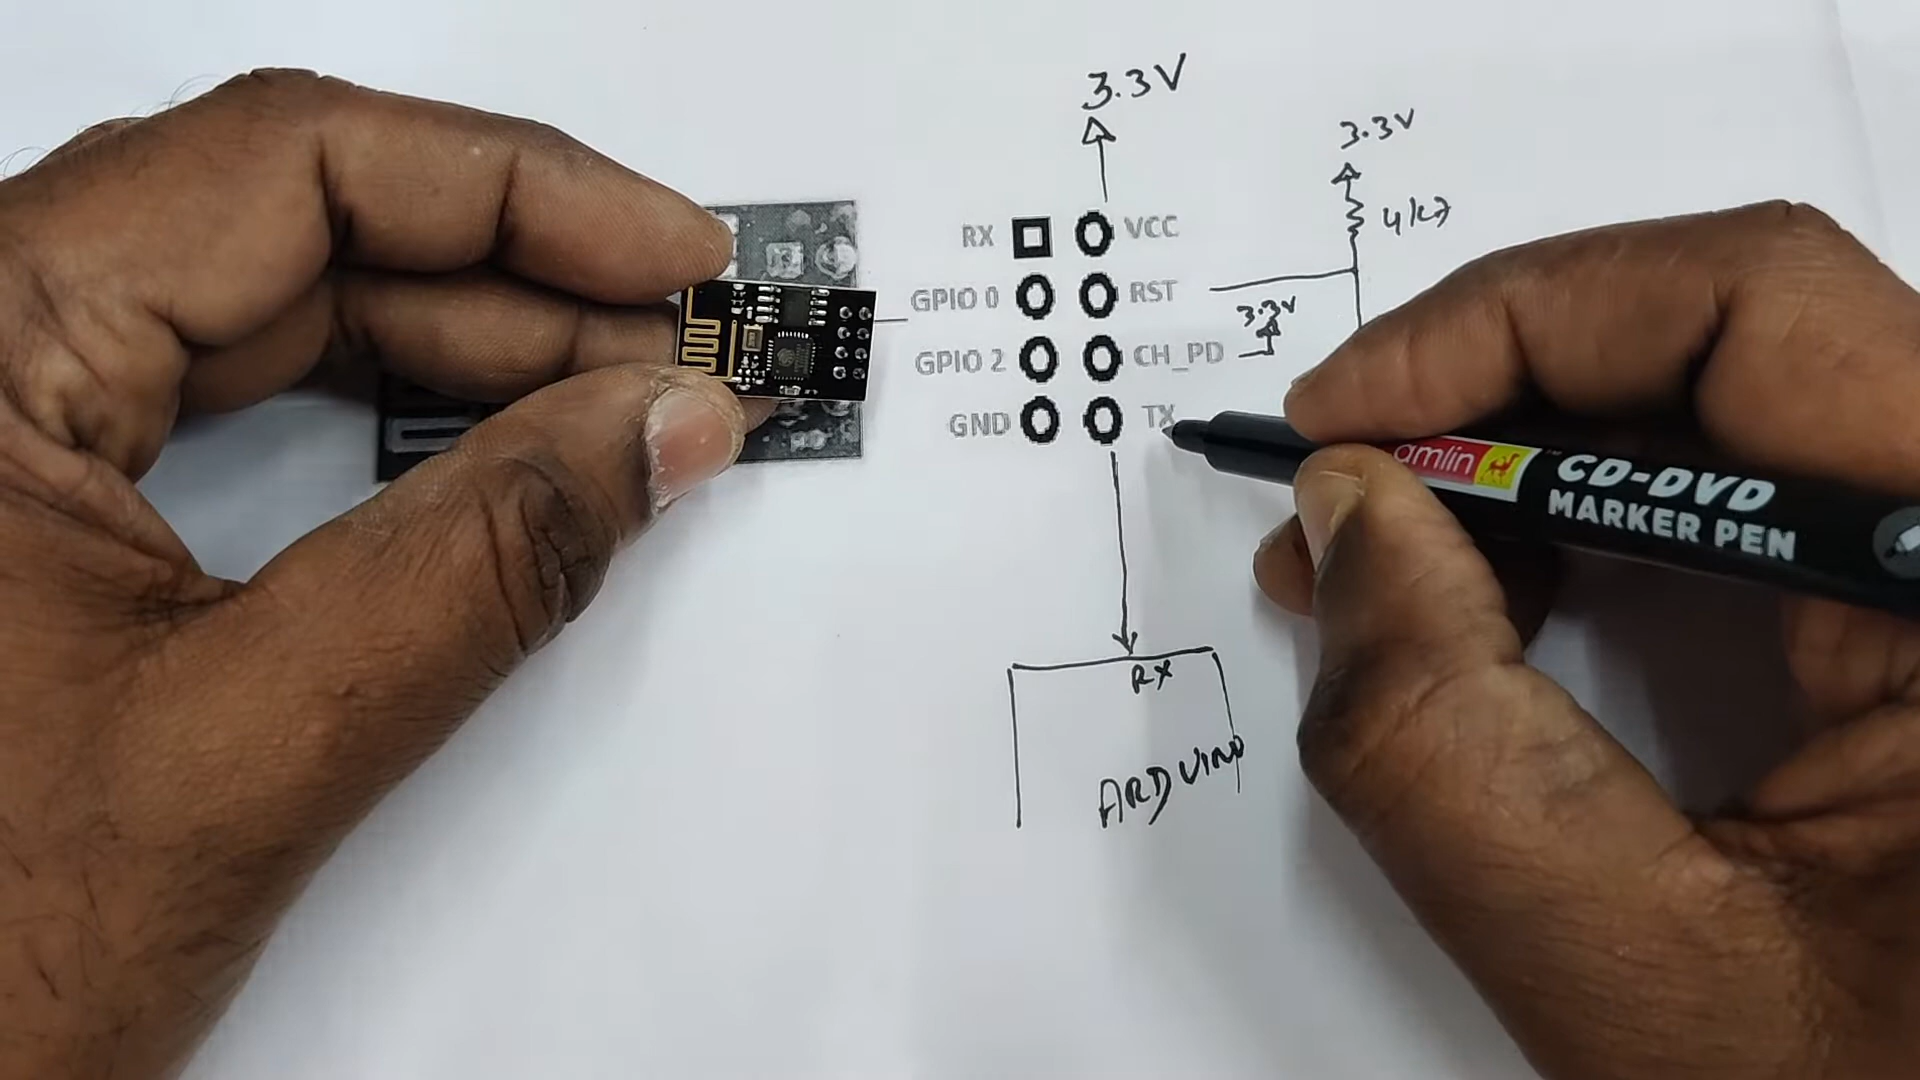 3.3V
3.3V
4k7
RX VCC
GPIO 0 RST
3.3V
GPIO 2 CH_PD
GND TX
amlin CD-DVD
MARKER PEN
RX
ARDUINO